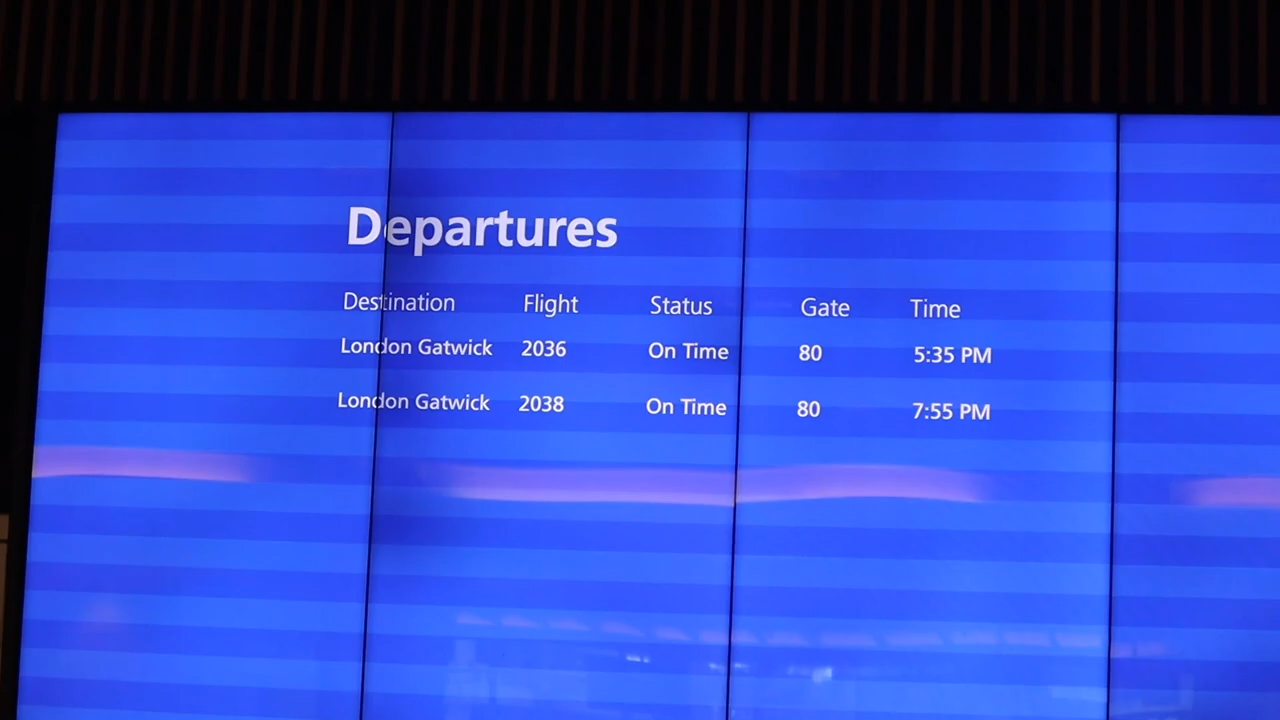 Departures
Destination Flight Status Gate Time
London Gatwick 2036 On Time 80 5:35 PM
London Gatwick 2038 On Time 80 7:55 PM